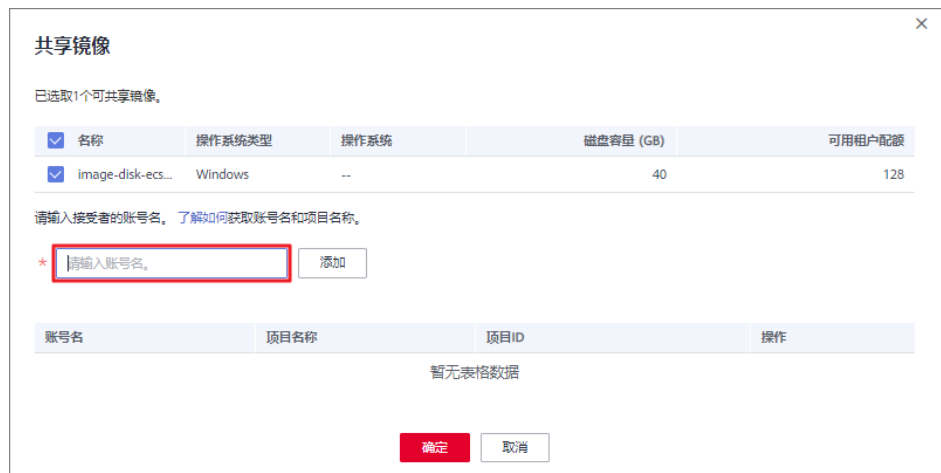 共享镜像
已选取1个可共享镜像。
名称 操作系统类型 操作系统 磁盘容量 (GB) 可用租户配额
image-disk-ecs... Windows -- 40 128
请输入接受者的账号名。 了解如何获取账号名和项目名称。
* 请输入账号名。 添加
账号名 项目名称 项目ID 操作
暂无表格数据
确定 取消